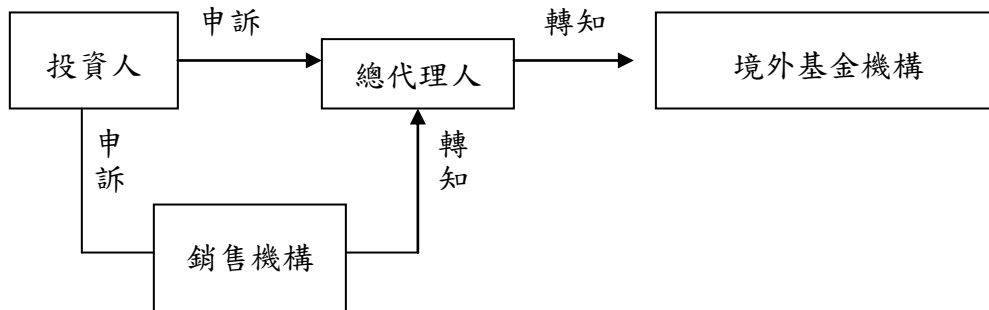 申訴
轉知
投資人
總代理人
境外基金機構
申訴
轉知
銷售機構